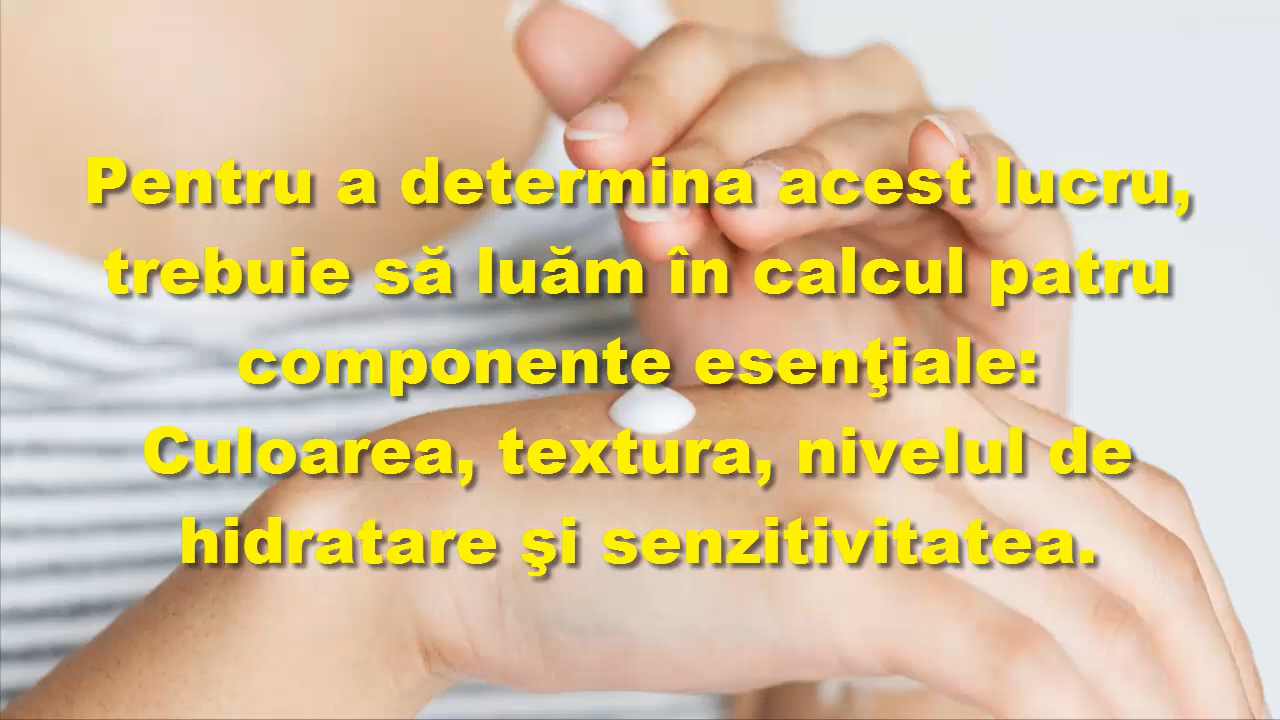 Pentru a determina acest lucru,
trebuie să luăm în calcul patru
componente esenţiale:
Culoarea, textura, nivelul de
hidratare şi senzitivitatea.